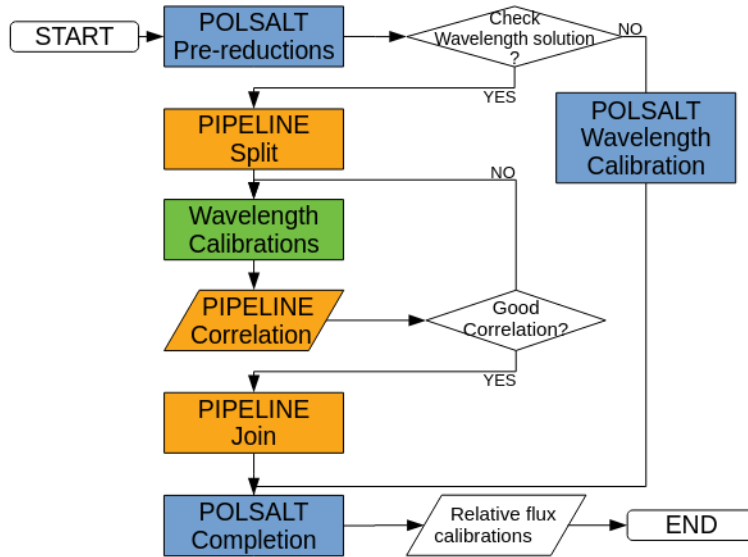 START
POLSALT
Pre-reductions
Check
Wavelength solution
?
NO
YES
POLSALT
Wavelength
Calibration
PIPELINE
Split
NO
Wavelength
Calibrations
PIPELINE
Correlation
Good
Correlation?
YES
PIPELINE
Join
POLSALT
Completion
Relative flux
calibrations
END